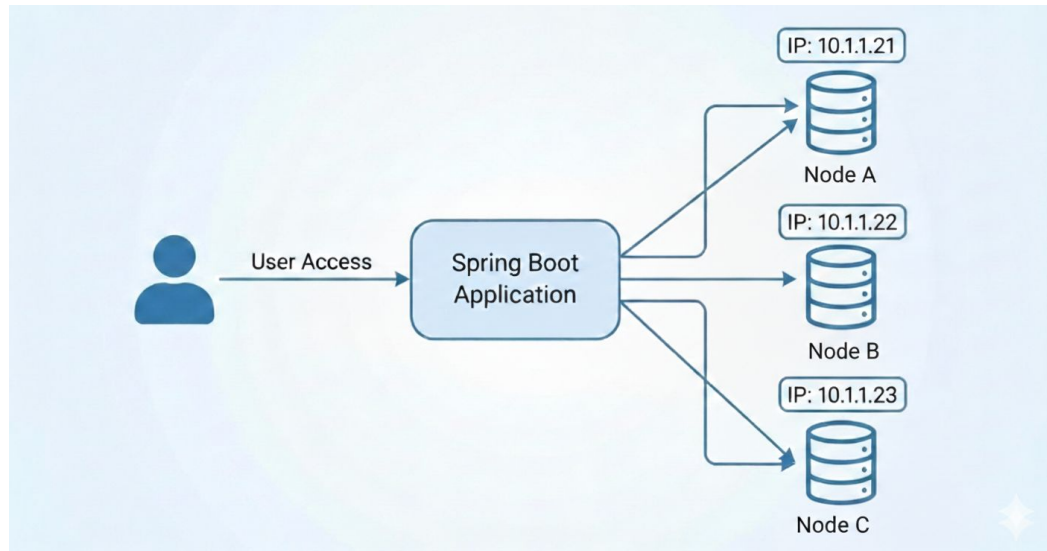 IP: 10.1.1.21
Node A
IP: 10.1.1.22
User Access
Spring Boot
Application
Node B
IP: 10.1.1.23
Node C